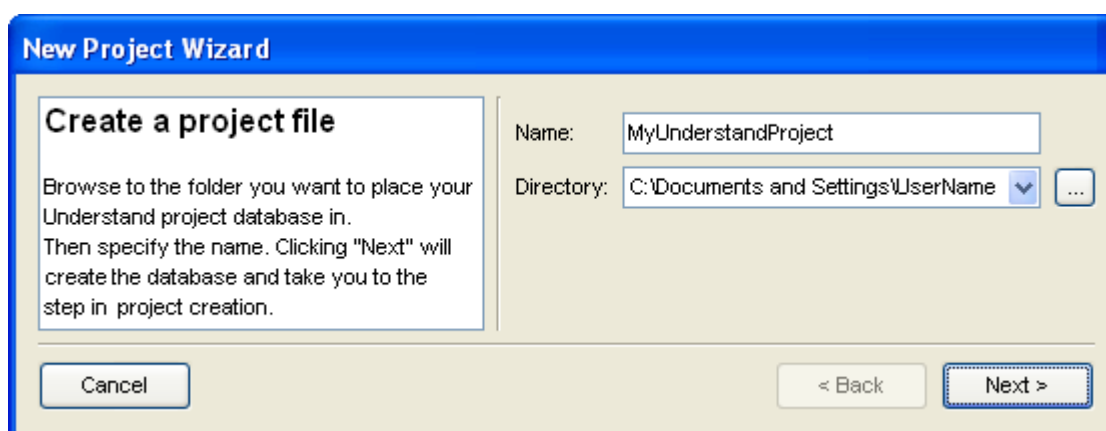 New Project Wizard
Create a project file
Browse to the folder you want to place your
Understand project database in.
Then specify the name. Clicking "Next" will
create the database and take you to the
step in project creation.
Name:
MyUnderstandProject
Directory:
C:\Documents and Settings\UserName
...
Cancel
< Back
Next >